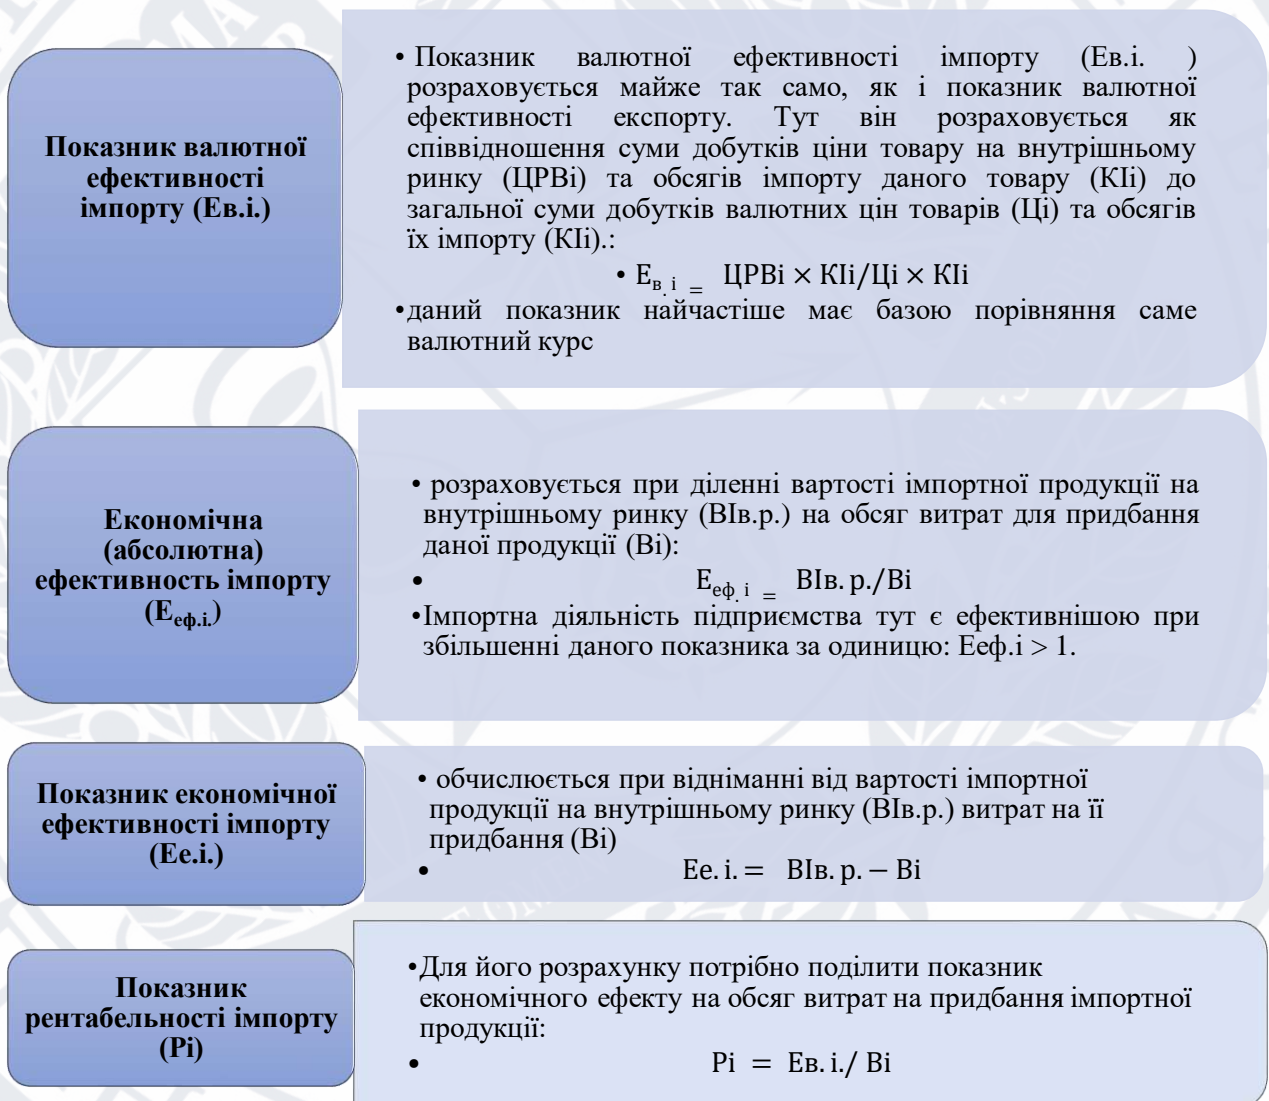 Показник валютної
ефективності
імпорту (Ев.і.)
• Показник валютної ефективності імпорту (Ев.і. )
розраховується майже так само, як і показник валютної
ефективності експорту. Тут він розраховується як
співвідношення суми добутків ціни товару на внутрішньому
ринку (ЦРВі) та обсягів імпорту даного товару (КІі) до
загальної суми добутків валютних цін товарів (Ці) та обсягів
їх імпорту (КІі).:
• Ев. і = ЦРВі × КІі/Ці × КІі
•даний показник найчастіше має базою порівняння саме
валютний курс
Економічна
(абсолютна)
ефективность імпорту
(Ееф.і.)
• розраховується при діленні вартості імпортної продукції на
внутрішньому ринку (ВІв.р.) на обсяг витрат для придбання
даної продукції (Ві):
• Ееф. і = ВІв. р./Ві
•Імпортна діяльність підприємства тут є ефективнішою при
збільшенні даного показника за одиницю: Ееф.і > 1.
Показник економічної
ефективності імпорту
(Ее.і.)
• обчислюється при відніманні від вартості імпортної
продукції на внутрішньому ринку (ВІв.р.) витрат на її
придбання (Ві)
• Ее. і. = ВІв. р. − Ві
Показник
рентабельності імпорту
(Рі)
•Для його розрахунку потрібно поділити показник
економічного ефекту на обсяг витрат на придбання імпортної
продукції:
• Рі = Ев. і./ Ві